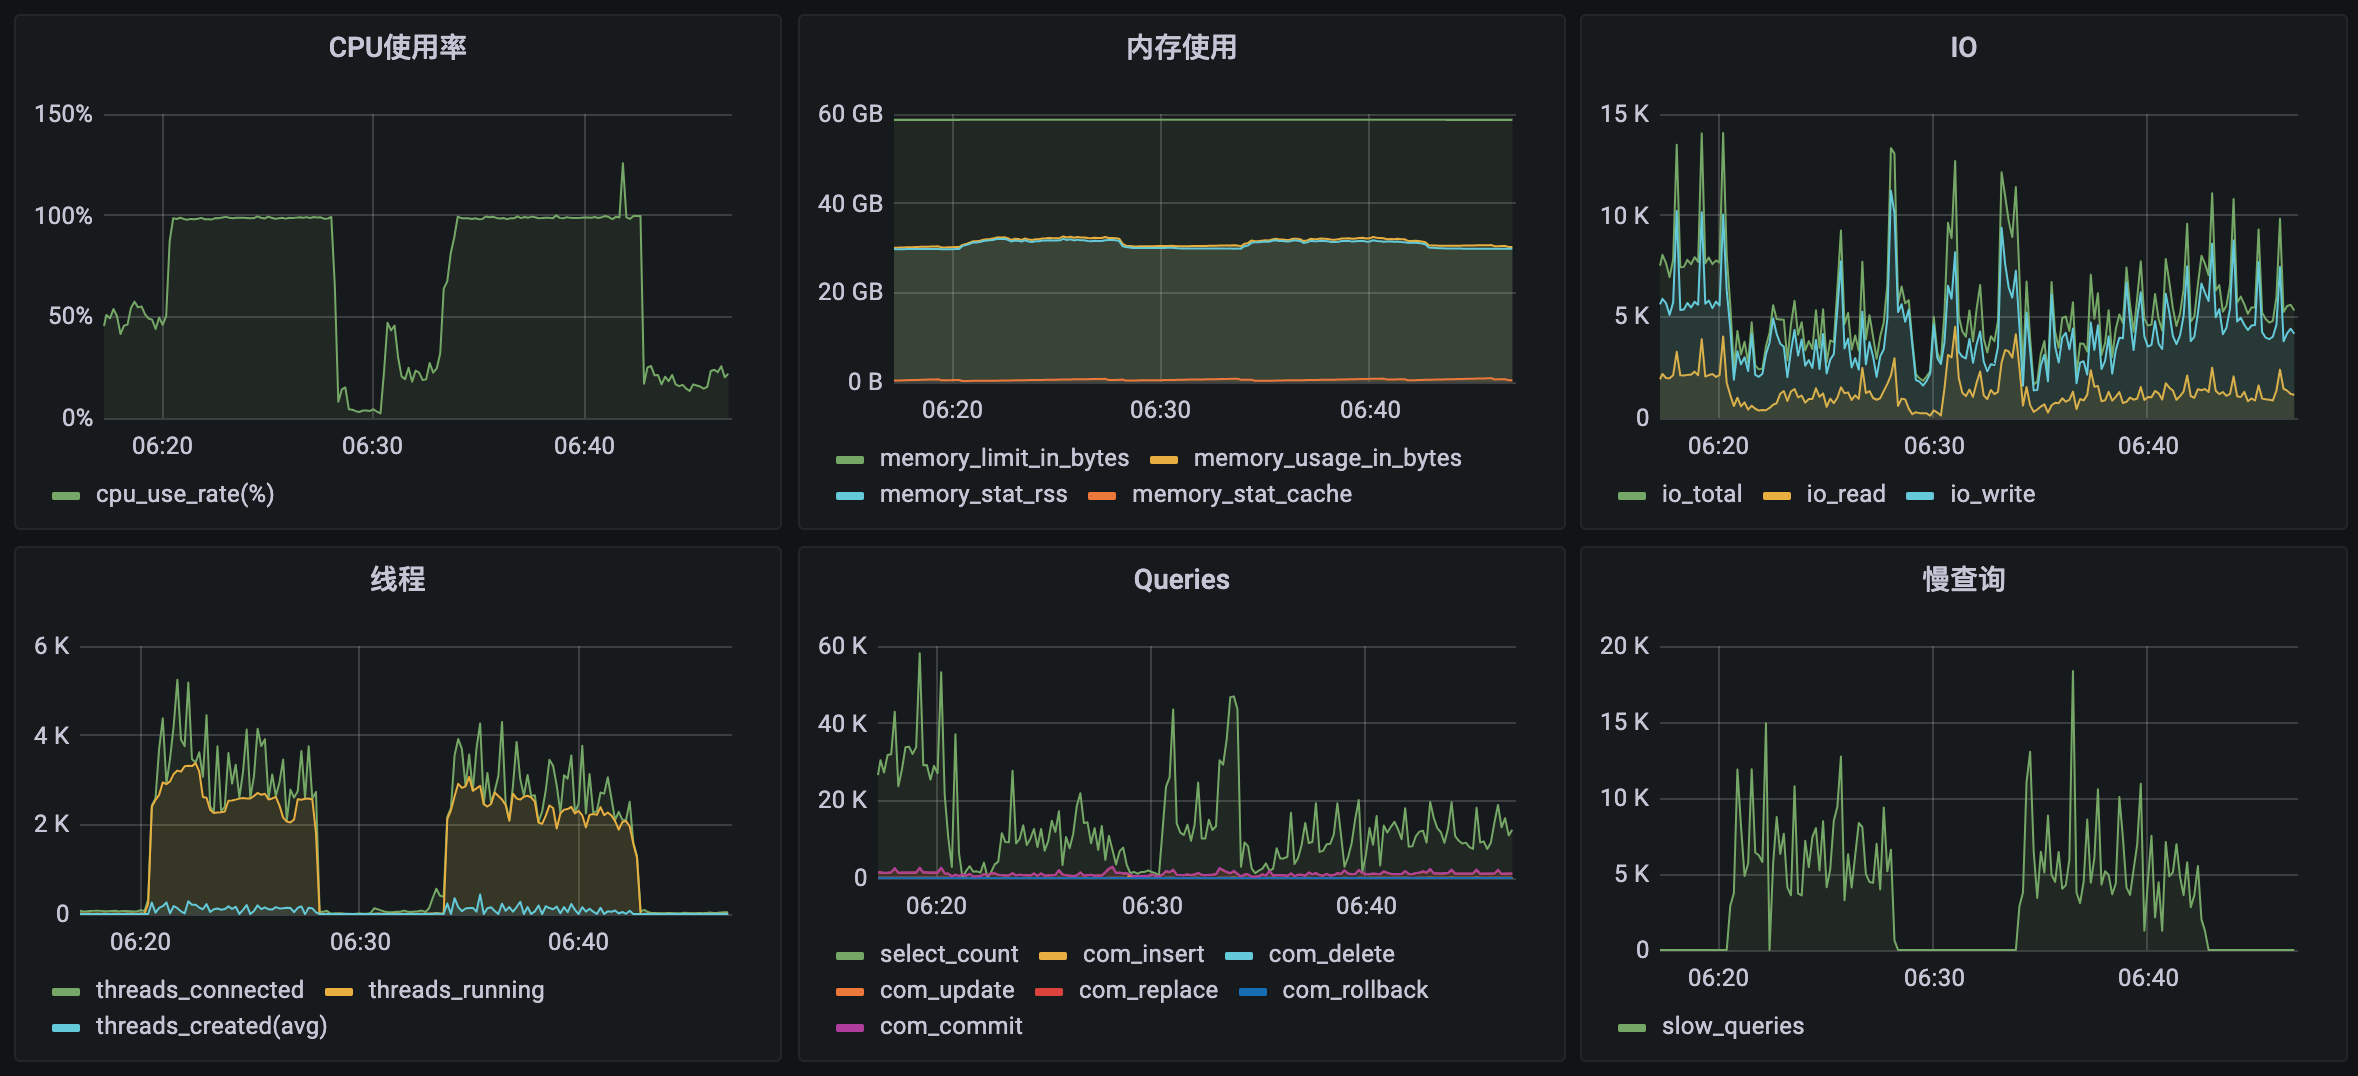 CPU使用率
150%
100%
50%
0%
06:20 06:30 06:40
cpu_use_rate(%)
内存使用
60 GB
40 GB
20 GB
0 B
06:20 06:30 06:40
memory_limit_in_bytes memory_usage_in_bytes
memory_stat_rss memory_stat_cache
IO
15 K
10 K
5 K
0
06:20 06:30 06:40
io_total io_read io_write
线程
6 K
4 K
2 K
0
06:20 06:30 06:40
threads_connected threads_running
threads_created(avg)
Queries
60 K
40 K
20 K
0
06:20 06:30 06:40
select_count com_insert com_delete
com_update com_replace com_rollback
com_commit
慢查询
20 K
15 K
10 K
5 K
0
06:20 06:30 06:40
slow_queries